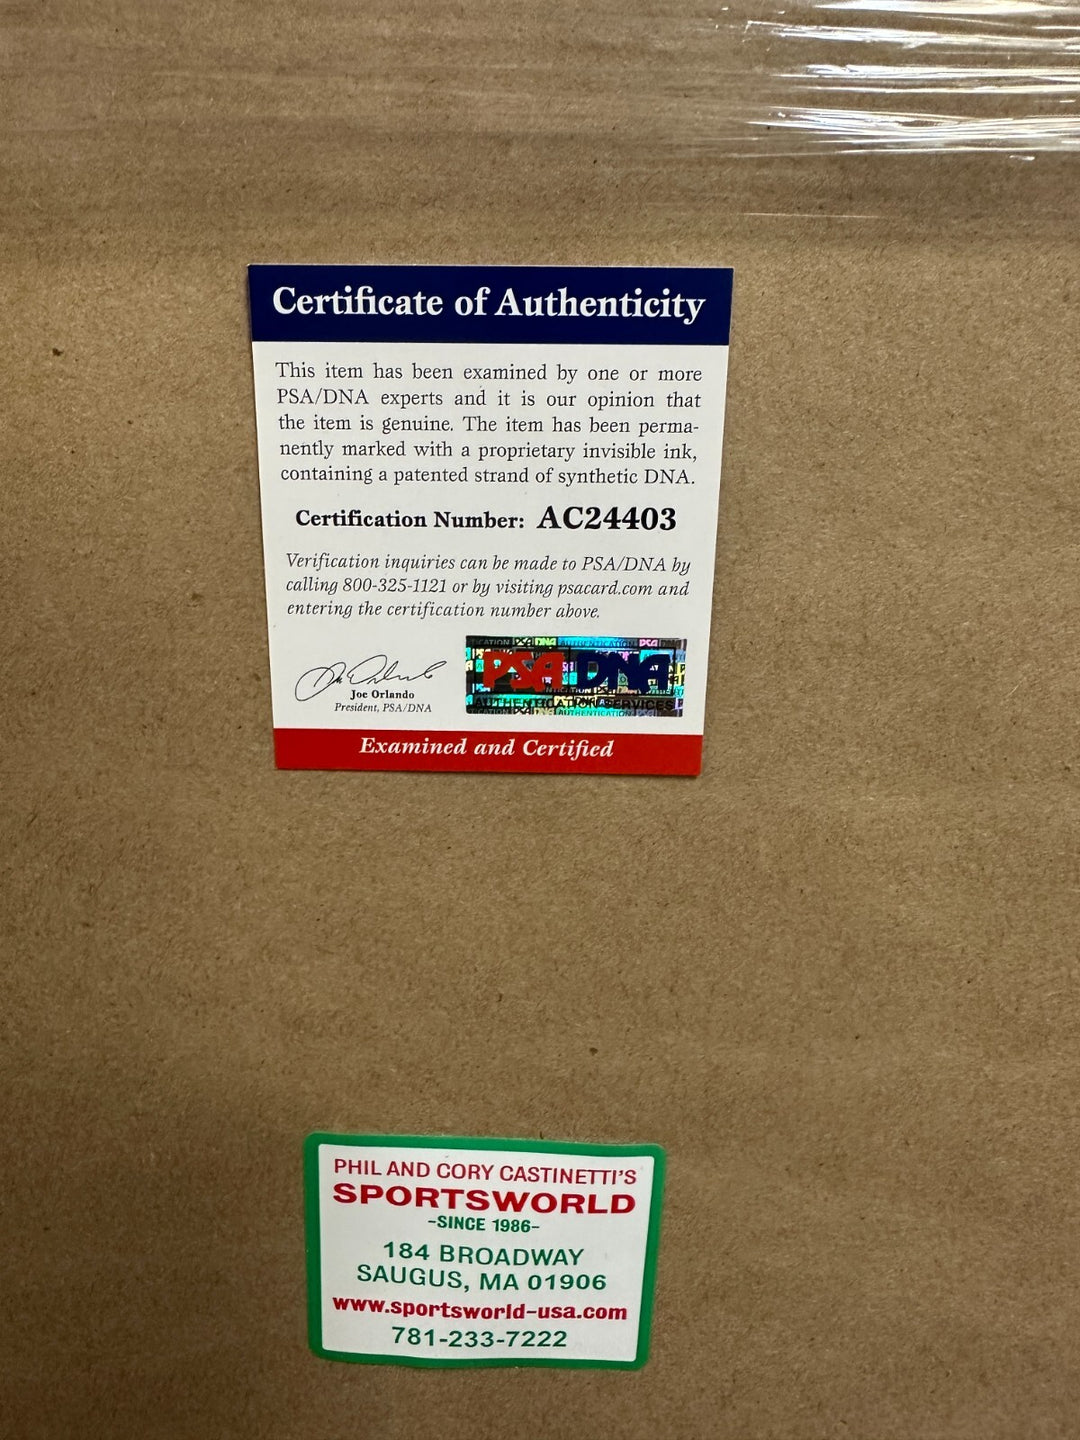 Certificate of Authenticity
This item has been examined by one or more
PSA/DNA experts and it is our opinion that
the item is genuine. The item has been perma-
nently marked with a proprietary invisible ink,
containing a patented strand of synthetic DNA.
Certification Number: AC24403
Verification inquiries can be made to PSA/DNA by
calling 800-325-1121 or by visiting psacard.com and
entering the certification number above.
Joe Orlando
President, PSA/DNA
PSA DNA
AUTHENTICATION SERVICES
Examined and Certified
PHIL AND CORY CASTINETTI'S
SPORTSWORLD
-SINCE 1986-
184 BROADWAY
SAUGUS, MA 01906
www.sportsworld-usa.com
781-233-7222